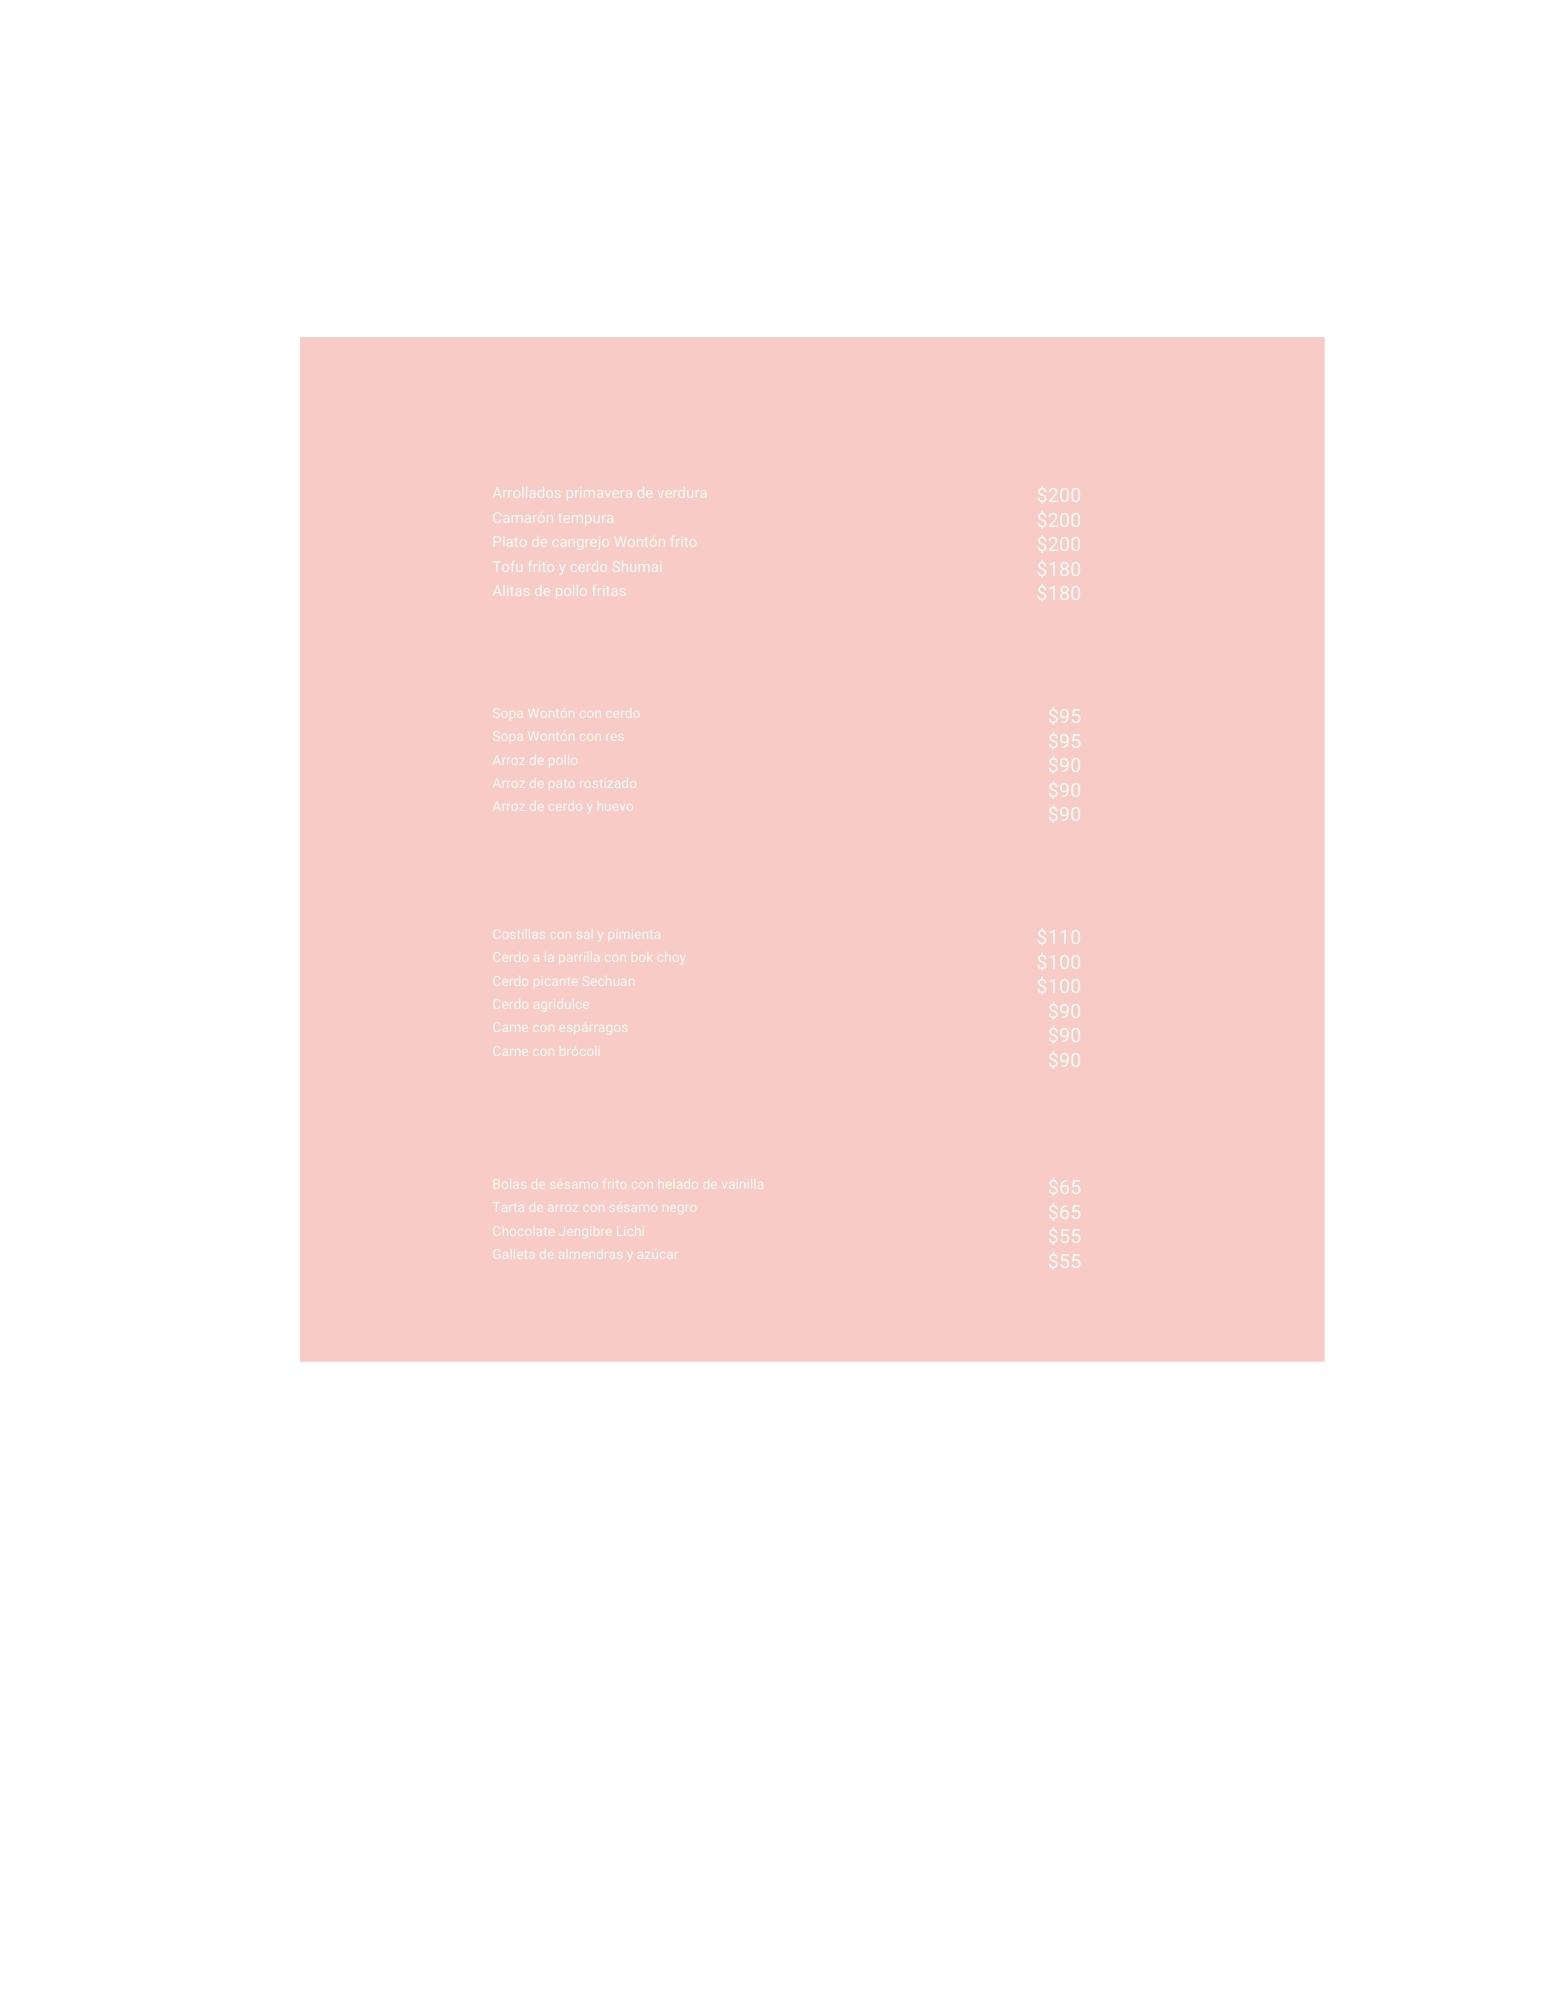 Arrollados primavera de verdura $200
Camarón tempura $200
Plato de cangrejo Wontón frito $200
Tofu frito y cerdo Shumai $180
Alitas de pollo fritas $180
Sopa Wontón con cerdo $95
Sopa Wontón con res $95
Arroz de pollo $90
Arroz de pato rostizado $90
Arroz de cerdo y huevo $90
Costillas con sal y pimienta $110
Cerdo a la parrilla con bok choy $100
Cerdo picante Sechuan $100
Cerdo agridulce $90
Carne con espárragos $90
Carne con brócoli $90
Bolas de sésamo frito con helado de vainilla $65
Tarta de arroz con sésamo negro $65
Chocolate Jengibre Lichi $55
Galleta de almendras y azúcar $55